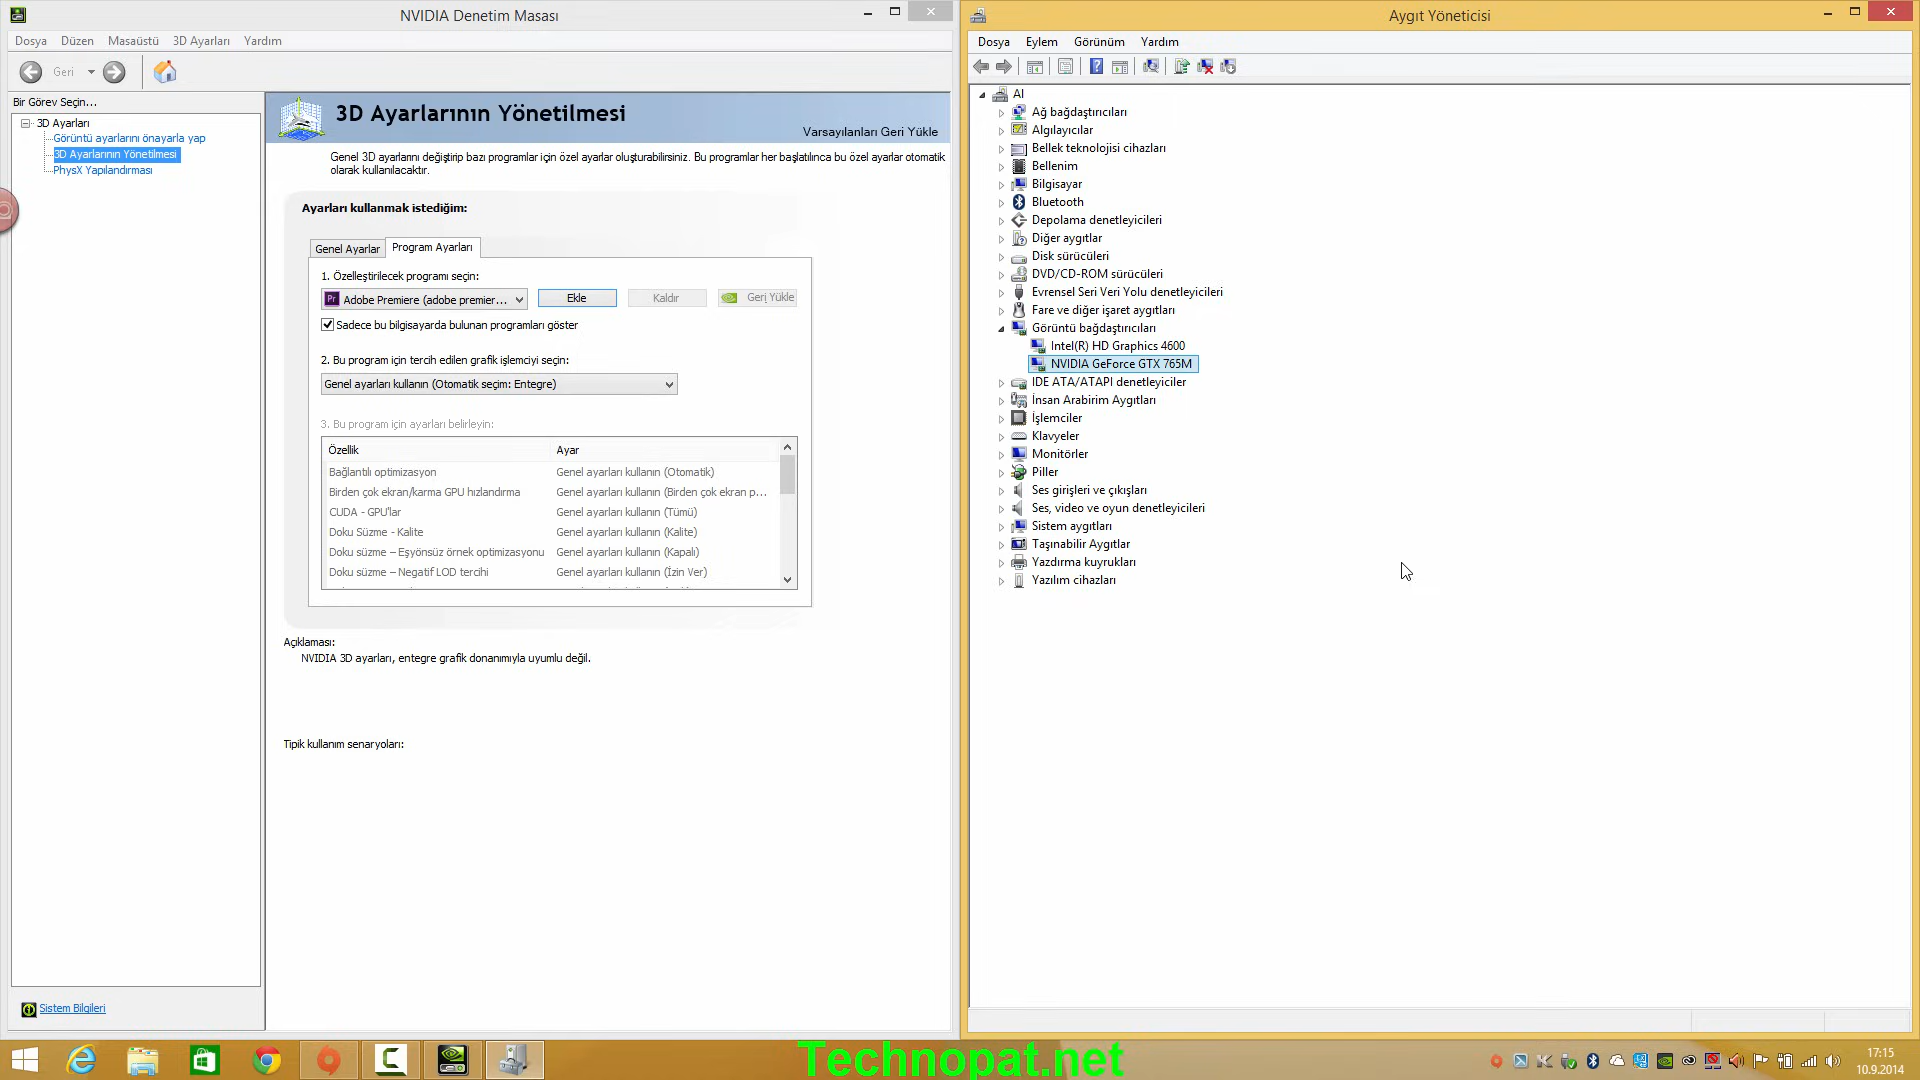 NVIDIA Denetim Masası
Dosya Düzen Masaüstü 3D Ayarları Yardım
Geri
Bir Görev Seçin...
3D Ayarları
Görüntü ayarlarını önayarla yap
3D Ayarlarının Yönetilmesi
PhysX Yapılandırması
Sistem Bilgileri
3D Ayarlarının Yönetilmesi
Varsayılanları Geri Yükle
Genel 3D ayarlarını değiştirip bazı programlar için özel ayarlar oluşturabilirsiniz. Bu programlar her başlatılınca bu özel ayarlar otomatik
olarak kullanılacaktır.
Ayarları kullanmak istediğim:
Genel Ayarlar Program Ayarları
1. Özelleştirilecek programı seçin:
Pr Adobe Premiere (adobe premier... Ekle Kaldır Geri Yükle
Sadece bu bilgisayarda bulunan programları göster
2. Bu program için tercih edilen grafik işlemciyi seçin:
Genel ayarları kullanın (Otomatik seçim: Entegre)
3. Bu program için ayarları belirleyin:
Özellik Ayar
Bağlantılı optimizasyon Genel ayarları kullanın (Otomatik)
Birden çok ekran/karma GPU hızlandırma Genel ayarları kullanın (Birden çok ekran p...
CUDA - GPU'lar Genel ayarları kullanın (Tümü)
Doku Süzme - Kalite Genel ayarları kullanın (Kalite)
Doku süzme – Eşyönsüz örnek optimizasyonu Genel ayarları kullanın (Kapalı)
Doku süzme – Negatif LOD tercihi Genel ayarları kullanın (İzin Ver)
Açıklaması:
NVIDIA 3D ayarları, entegre grafik donanımıyla uyumlu değil.
Tipik kullanım senaryoları:
Aygıt Yöneticisi
Dosya Eylem Görünüm Yardım
AI
Ağ bağdaştırıcıları
Algılayıcılar
Bellek teknolojisi cihazları
Bellenim
Bilgisayar
Bluetooth
Depolama denetleyicileri
Diğer aygıtlar
Disk sürücüleri
DVD/CD-ROM sürücüleri
Evrensel Seri Veri Yolu denetleyicileri
Fare ve diğer işaret aygıtları
Görüntü bağdaştırıcıları
Intel(R) HD Graphics 4600
NVIDIA GeForce GTX 765M
IDE ATA/ATAPI denetleyiciler
İnsan Arabirim Aygıtları
İşlemciler
Klavyeler
Monitörler
Piller
Ses girişleri ve çıkışları
Ses, video ve oyun denetleyicileri
Sistem aygıtları
Taşınabilir Aygıtlar
Yazdırma kuyrukları
Yazılım cihazları
Technopat.net
17:15
10.9.2014